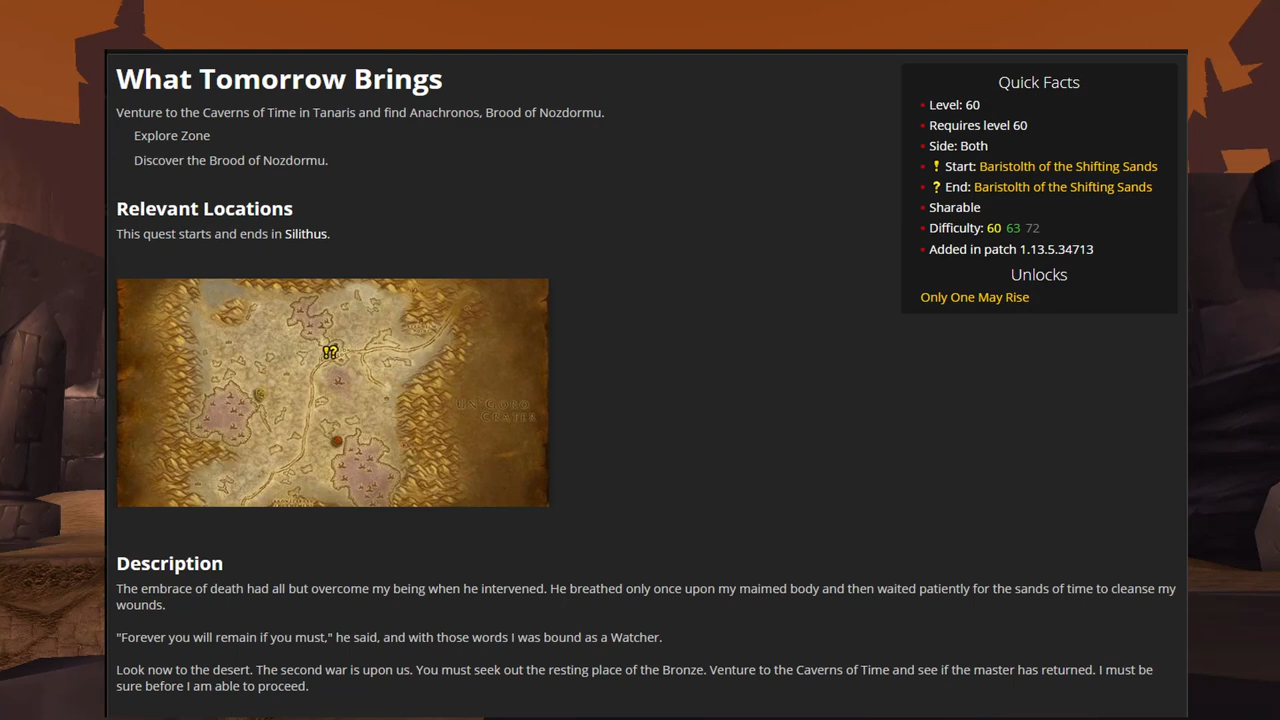 What Tomorrow Brings
Venture to the Caverns of Time in Tanaris and find Anachronos, Brood of Nozdormu.
Explore Zone
Discover the Brood of Nozdormu.
Relevant Locations
This quest starts and ends in Silithus.
!?
UN'GORO
CRATER
Description
The embrace of death had all but overcome my being when he intervened. He breathed only once upon my maimed body and then waited patiently for the sands of time to cleanse my
wounds.
"Forever you will remain if you must," he said, and with those words I was bound as a Watcher.
Look now to the desert. The second war is upon us. You must seek out the resting place of the Bronze. Venture to the Caverns of Time and see if the master has returned. I must be
sure before I am able to proceed.
Quick Facts
Level: 60
Requires level 60
Side: Both
! Start: Baristolth of the Shifting Sands
? End: Baristolth of the Shifting Sands
Sharable
Difficulty: 60 63 72
Added in patch 1.13.5.34713
Unlocks
Only One May Rise